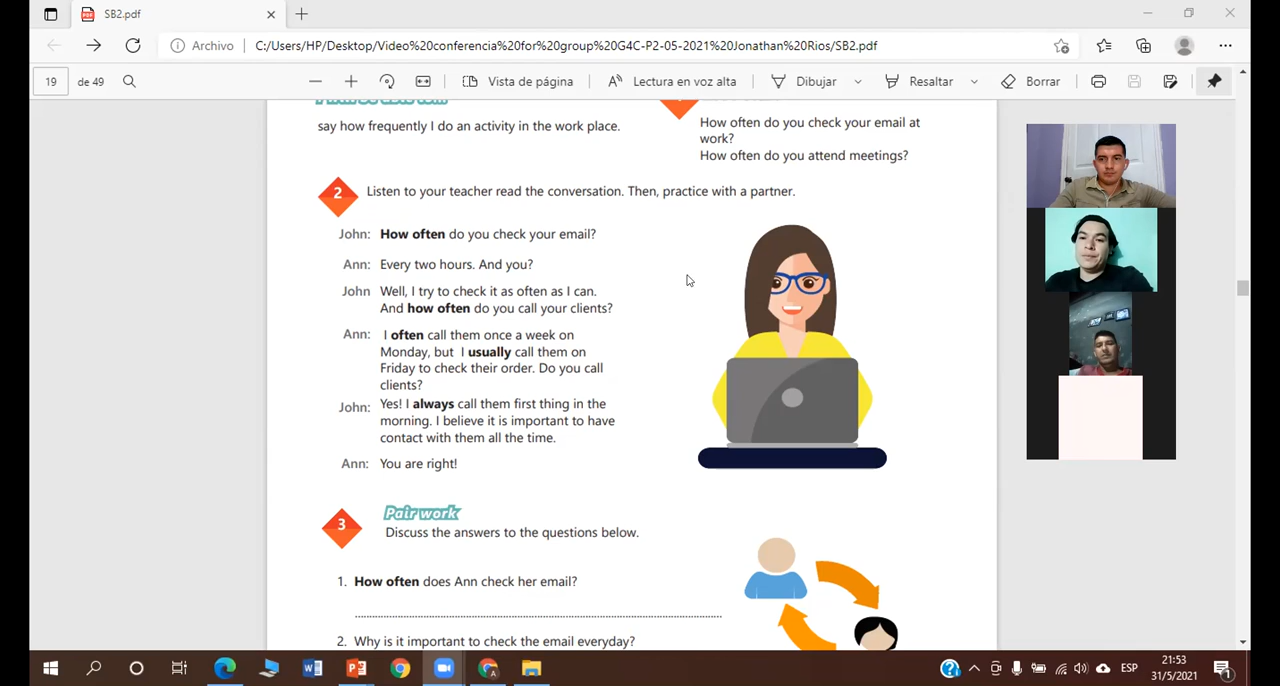 SB2.pdf
Archivo
C:/Users/HP/Desktop/Video%20conferencia%20for%20group%20G4C-P2-05-2021%20Jonathan%20Rios/SB2.pdf
19 de 49
Vista de página
Lectura en voz alta
Dibujar
Resaltar
Borrar
say how frequently I do an activity in the work place.
How often do you check your email at
work?
How often do you attend meetings?
2 Listen to your teacher read the conversation. Then, practice with a partner.
John: How often do you check your email?
Ann: Every two hours. And you?
John Well, I try to check it as often as I can.
And how often do you call your clients?
Ann: I often call them once a week on
Monday, but I usually call them on
Friday to check their order. Do you call
clients?
John: Yes! I always call them first thing in the
morning. I believe it is important to have
contact with them all the time.
Ann: You are right!
3 Pair work
Discuss the answers to the questions below.
1. How often does Ann check her email?
2. Why is it important to check the email everyday?
ESP
21:53
31/5/2021